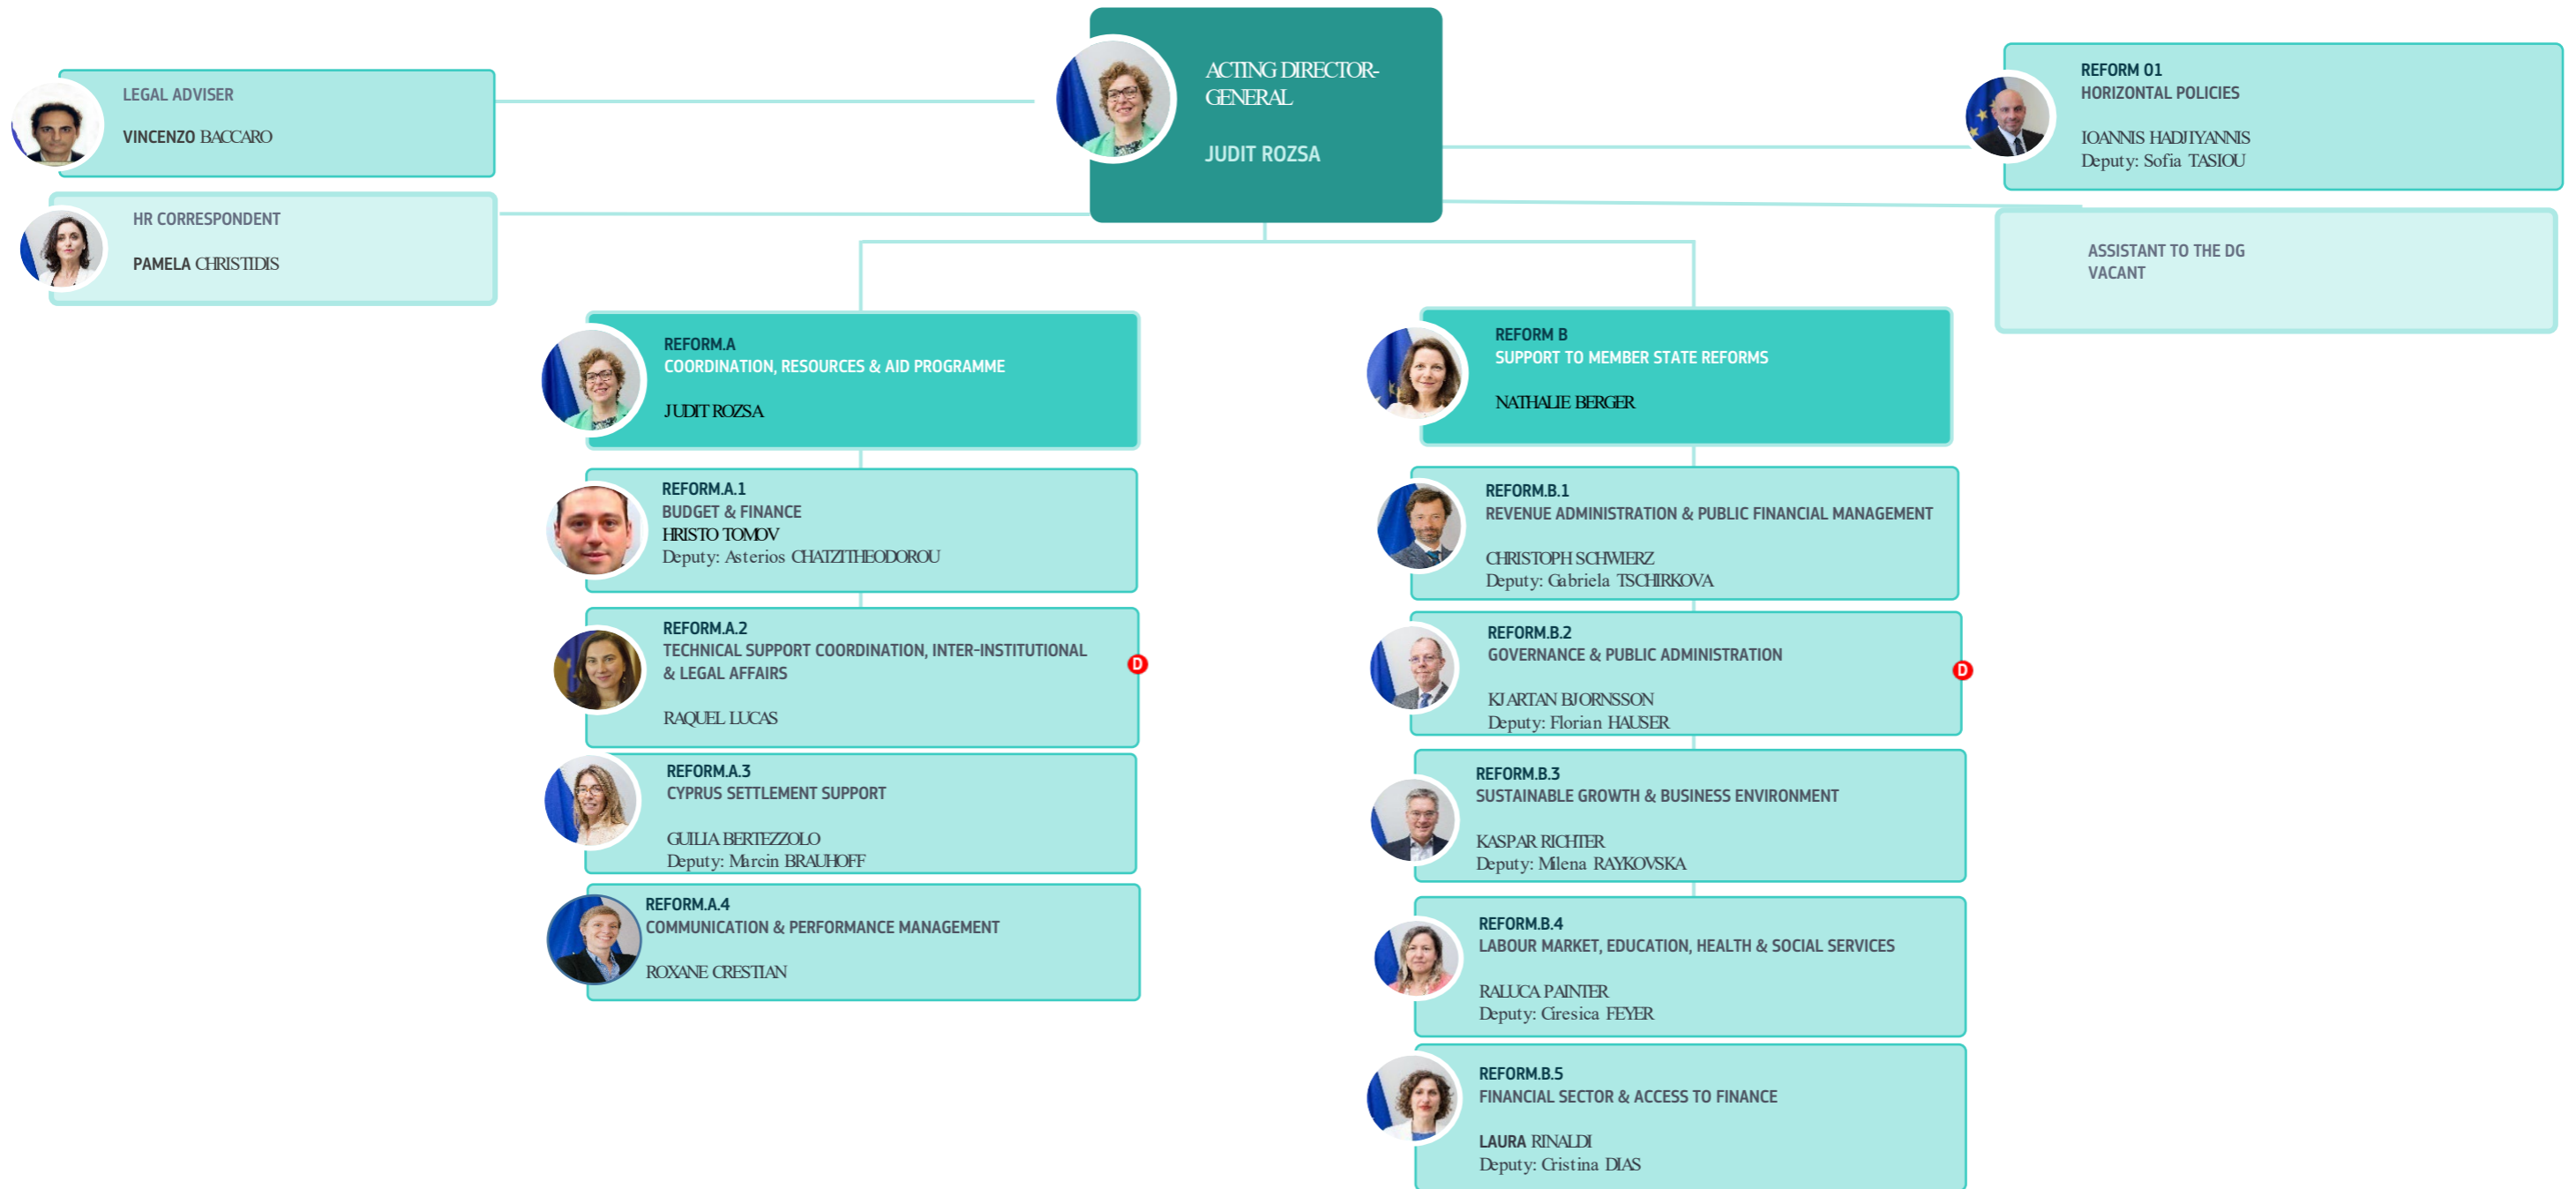 ACTING DIRECTOR-
GENERAL
JUDIT ROZSA
LEGAL ADVISER
VINCENZO BACCARO
HR CORRESPONDENT
PAMELA CHRISTIDIS
REFORM 01
HORIZONTAL POLICIES
IOANNIS HADJIYANNIS
Deputy: Sofia TASIOU
ASSISTANT TO THE DG
VACANT
REFORM.A
COORDINATION, RESOURCES & AID PROGRAMME
JUDIT ROZSA
REFORM.A.1
BUDGET & FINANCE
HRISTO TOMOV
Deputy: Asterios CHATZITHEODOROU
REFORM.A.2
TECHNICAL SUPPORT COORDINATION, INTER-INSTITUTIONAL
& LEGAL AFFAIRS
RAQUEL LUCAS
D
REFORM.A.3
CYPRUS SETTLEMENT SUPPORT
GUILIA BERTEZZOLO
Deputy: Marcin BRAUHOFF
REFORM.A.4
COMMUNICATION & PERFORMANCE MANAGEMENT
ROXANE CRESTIAN
REFORM B
SUPPORT TO MEMBER STATE REFORMS
NATHALIE BERGER
REFORM.B.1
REVENUE ADMINISTRATION & PUBLIC FINANCIAL MANAGEMENT
CHRISTOPH SCHWIERZ
Deputy: Gabriela TSCHIRKOVA
REFORM.B.2
GOVERNANCE & PUBLIC ADMINISTRATION
KJARTAN BJORNSSON
Deputy: Florian HAUSER
D
REFORM.B.3
SUSTAINABLE GROWTH & BUSINESS ENVIRONMENT
KASPAR RICHTER
Deputy: Milena RAYKOVSKA
REFORM.B.4
LABOUR MARKET, EDUCATION, HEALTH & SOCIAL SERVICES
RALUCA PAINTER
Deputy: Ciresica FEYER
REFORM.B.5
FINANCIAL SECTOR & ACCESS TO FINANCE
LAURA RINALDI
Deputy: Cristina DIAS